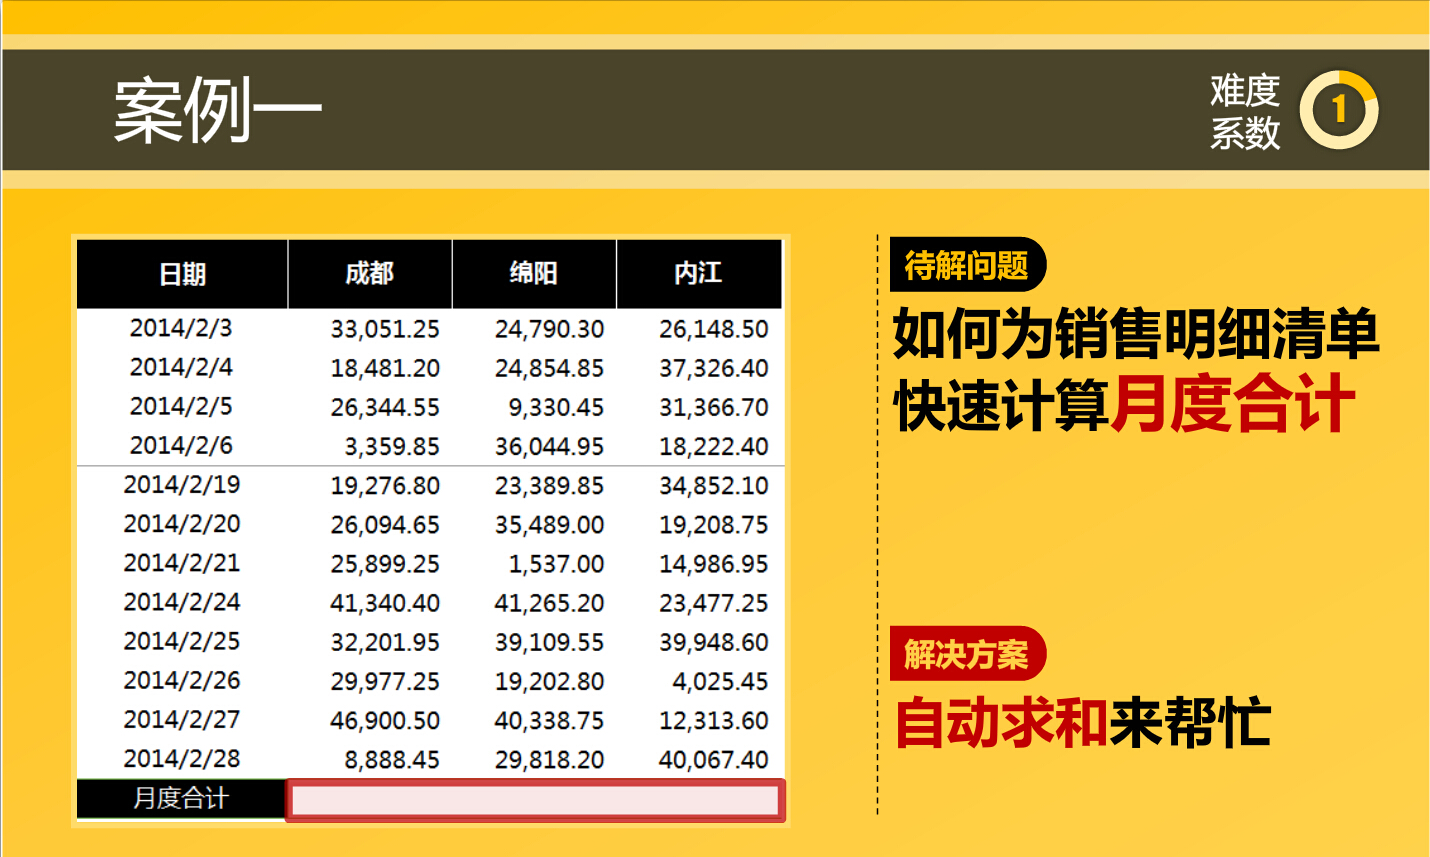 案例一
难度
系数
1
日期 成都 绵阳 内江
2014/2/3 33,051.25 24,790.30 26,148.50
2014/2/4 18,481.20 24,854.85 37,326.40
2014/2/5 26,344.55 9,330.45 31,366.70
2014/2/6 3,359.85 36,044.95 18,222.40
2014/2/19 19,276.80 23,389.85 34,852.10
2014/2/20 26,094.65 35,489.00 19,208.75
2014/2/21 25,899.25 1,537.00 14,986.95
2014/2/24 41,340.40 41,265.20 23,477.25
2014/2/25 32,201.95 39,109.55 39,948.60
2014/2/26 29,977.25 19,202.80 4,025.45
2014/2/27 46,900.50 40,338.75 12,313.60
2014/2/28 8,888.45 29,818.20 40,067.40
月度合计
待解问题
如何为销售明细清单
快速计算月度合计
解决方案
自动求和来帮忙